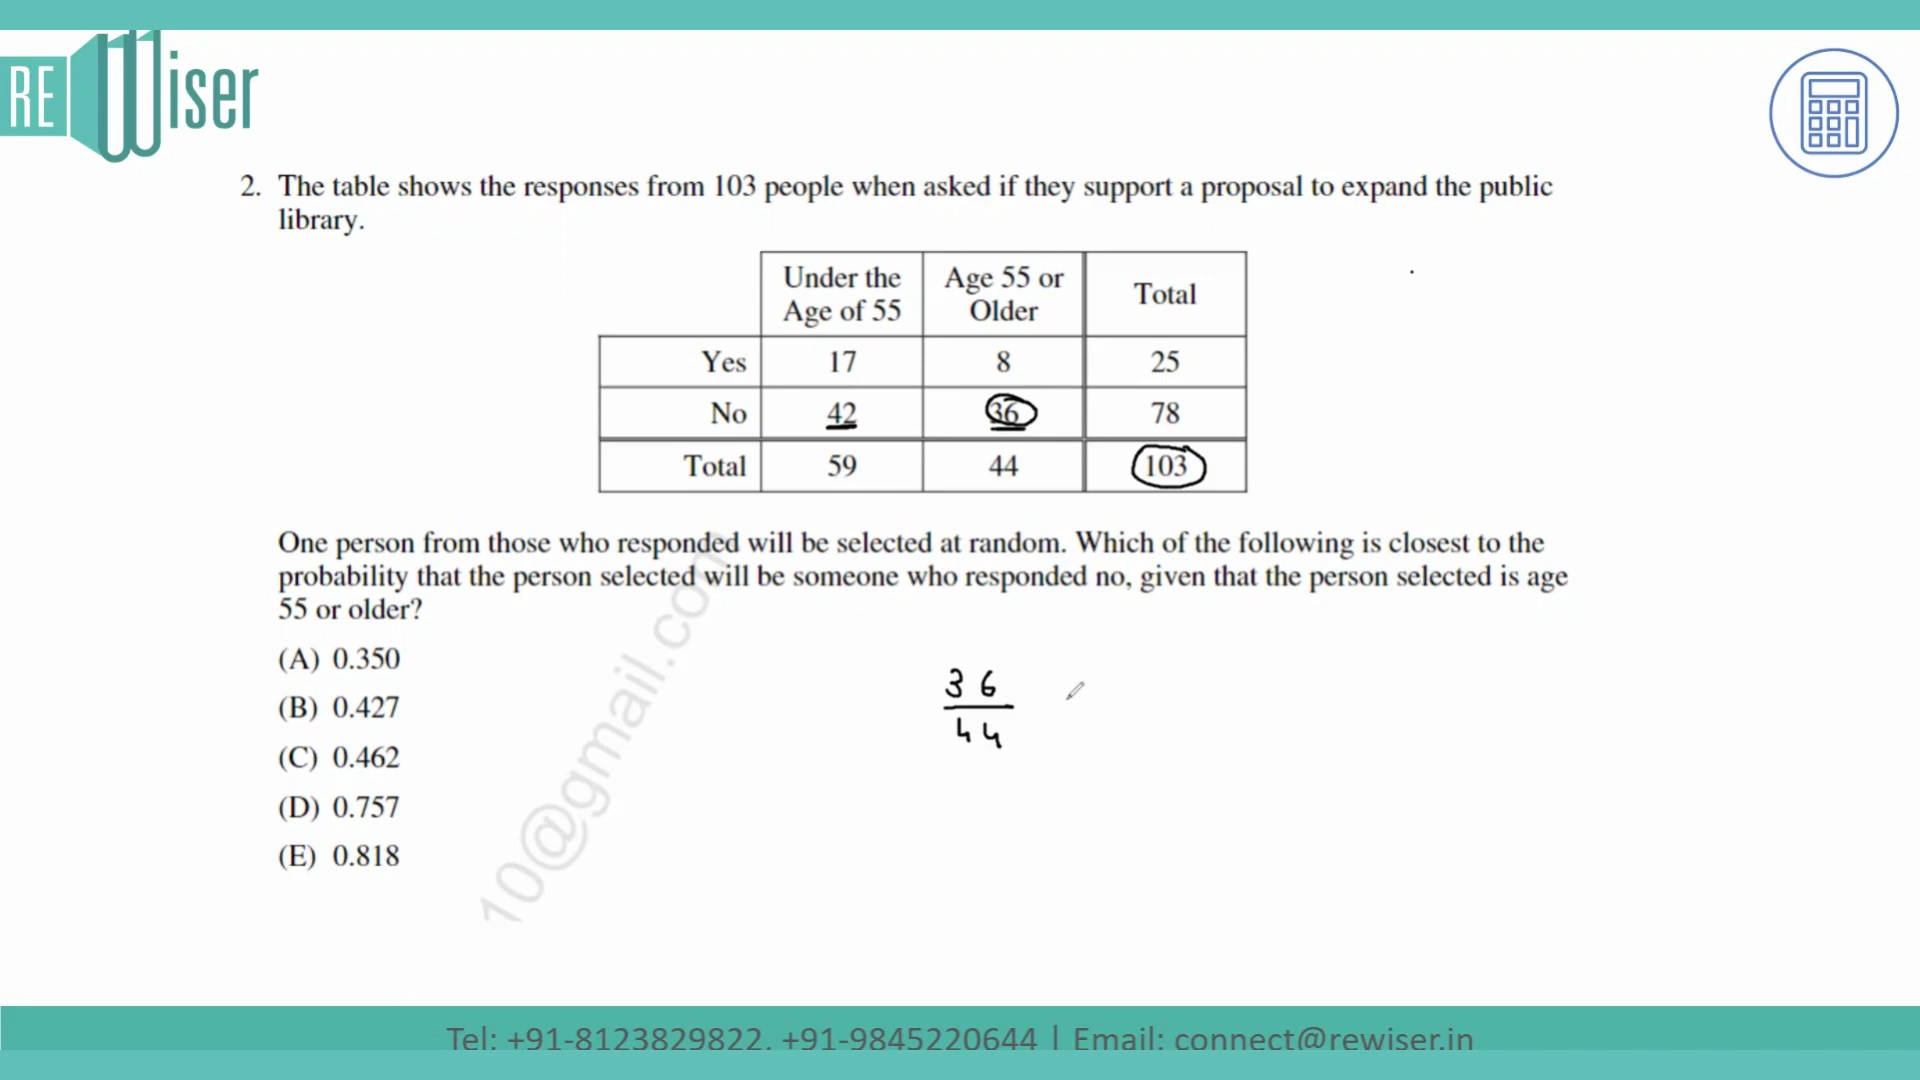 REWiser
2. The table shows the responses from 103 people when asked if they support a proposal to expand the public
library.
Under the Age of 55 Age 55 or Older Total
Yes 17 8 25
No 42 36 78
Total 59 44 103
One person from those who responded will be selected at random. Which of the following is closest to the
probability that the person selected will be someone who responded no, given that the person selected is age
55 or older?
(A) 0.350
(B) 0.427
(C) 0.462
(D) 0.757
(E) 0.818
36
44
10@gmail.com
Tel: +91-8123829822. +91-9845220644 | Email: connect@rewiser.in